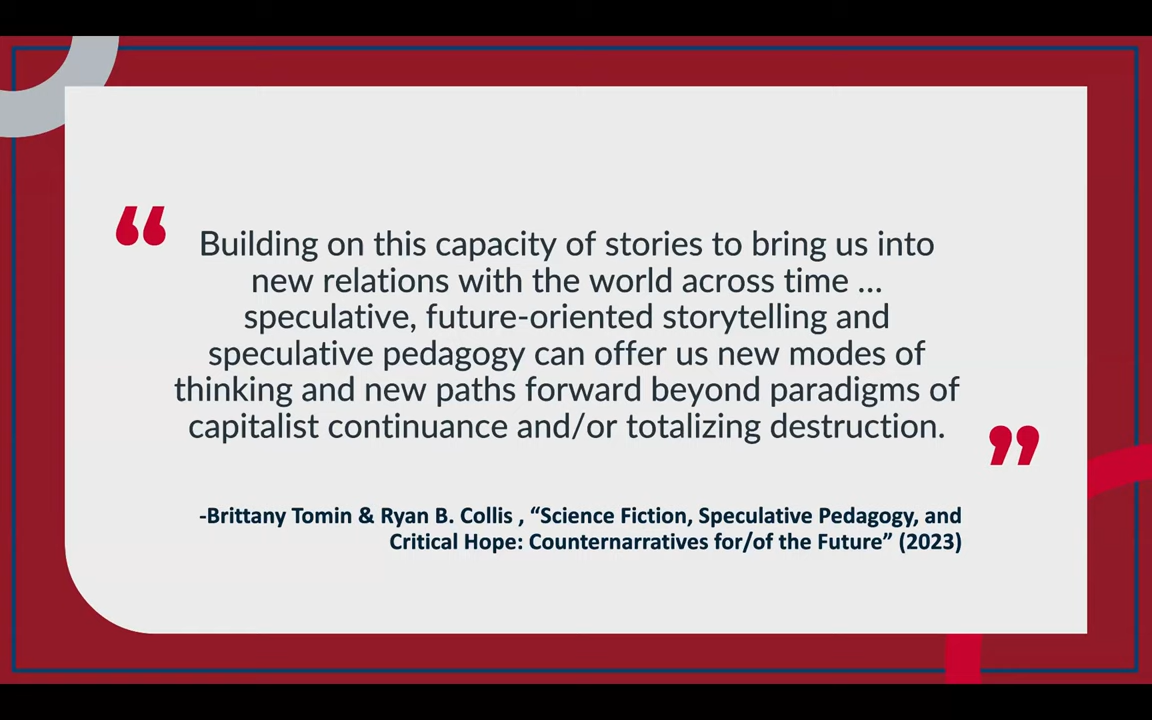 “
Building on this capacity of stories to bring us into
new relations with the world across time ...
speculative, future-oriented storytelling and
speculative pedagogy can offer us new modes of
thinking and new paths forward beyond paradigms of
capitalist continuance and/or totalizing destruction.
”
-Brittany Tomin & Ryan B. Collis , “Science Fiction, Speculative Pedagogy, and
Critical Hope: Counternarratives for/of the Future” (2023)